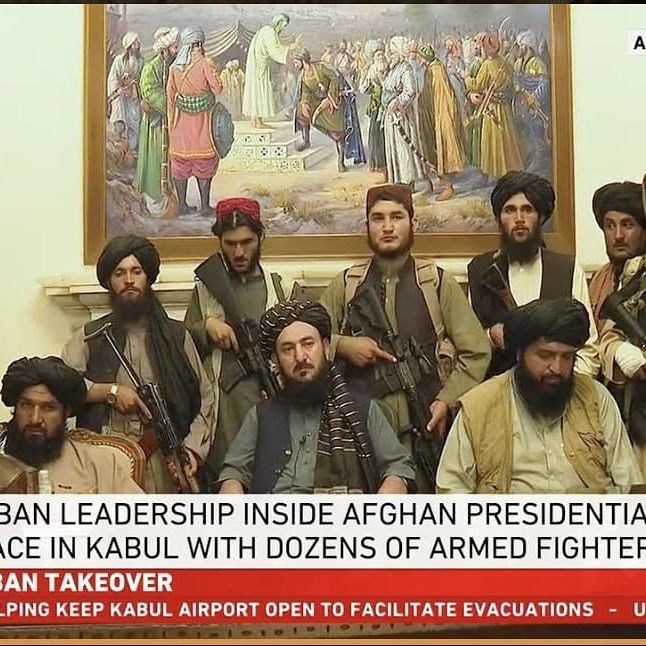 A
BAN LEADERSHIP INSIDE AFGHAN PRESIDENTIA
ACE IN KABUL WITH DOZENS OF ARMED FIGHTER
BAN TAKEOVER
LPING KEEP KABUL AIRPORT OPEN TO FACILITATE EVACUATIONS - U